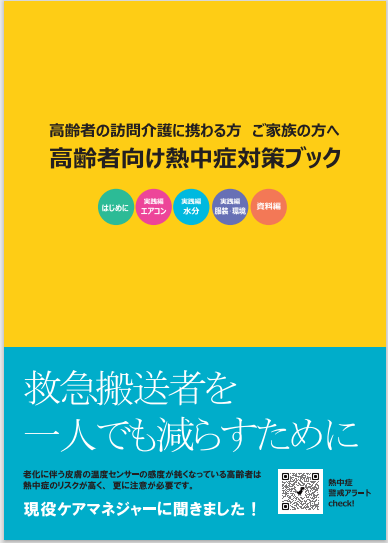 高齢者の訪問介護に携わる方 ご家族の方へ
高齢者向け熱中症対策ブック
はじめに
実践編
エアコン
実践編
水分
実践編
服装・環境
資料編
救急搬送者を
一人でも減らすために
老化に伴う皮膚の温度センサーの感度が鈍くなっている高齢者は
熱中症のリスクが高く、更に注意が必要です。
現役ケアマネジャーに聞きました！
熱中症
警戒アラート
check!